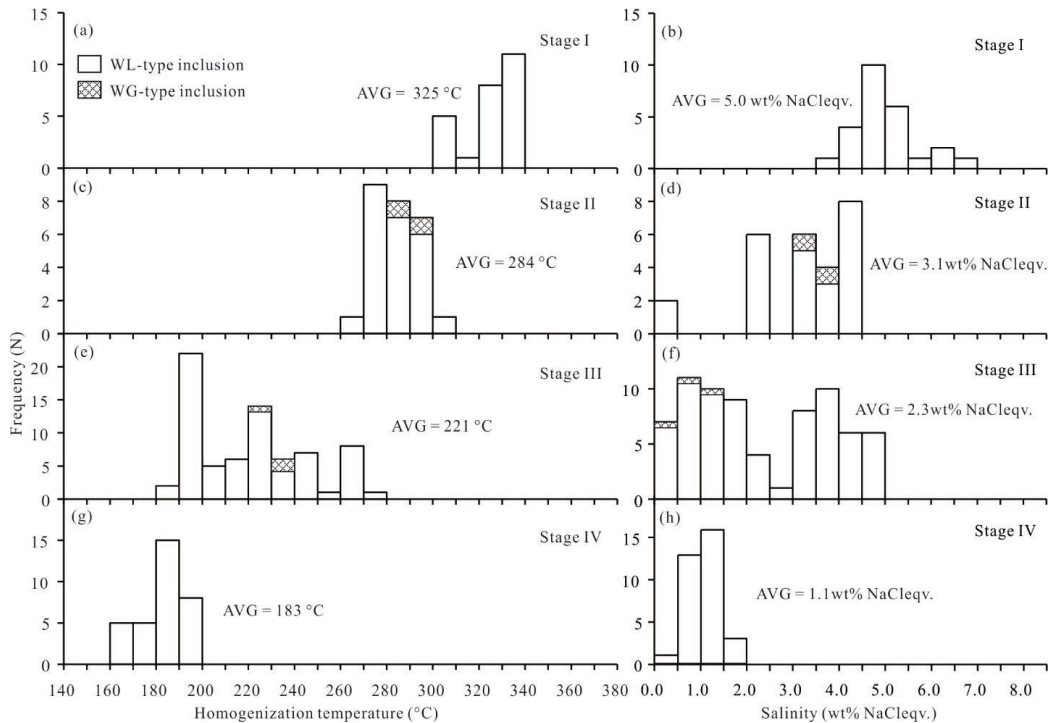 (a)
Stage I
WL-type inclusion
WG-type inclusion
AVG = 325 °C
15
10
5
0
(b)
Stage I
AVG = 5.0 wt% NaCleqv.
15
10
5
0
(c)
Stage II
AVG = 284 °C
8
6
4
2
0
(d)
Stage II
AVG = 3.1wt% NaCleqv.
8
6
4
2
0
Frequency (N)
(e)
Stage III
AVG = 221 °C
20
15
10
5
0
(f)
Stage III
AVG = 2.3wt% NaCleqv.
10
5
0
(g)
Stage IV
AVG = 183 °C
15
10
5
0
(h)
Stage IV
AVG = 1.1wt% NaCleqv.
15
10
5
0
140 160 200 220 240 260 280 300 320 340 360 380
Homogenization temperature (°C)
0.0 1.0 2.0 3.0 4.0 5.0 6.0 7.0 8.0
Salinity (wt% NaCleqv.)